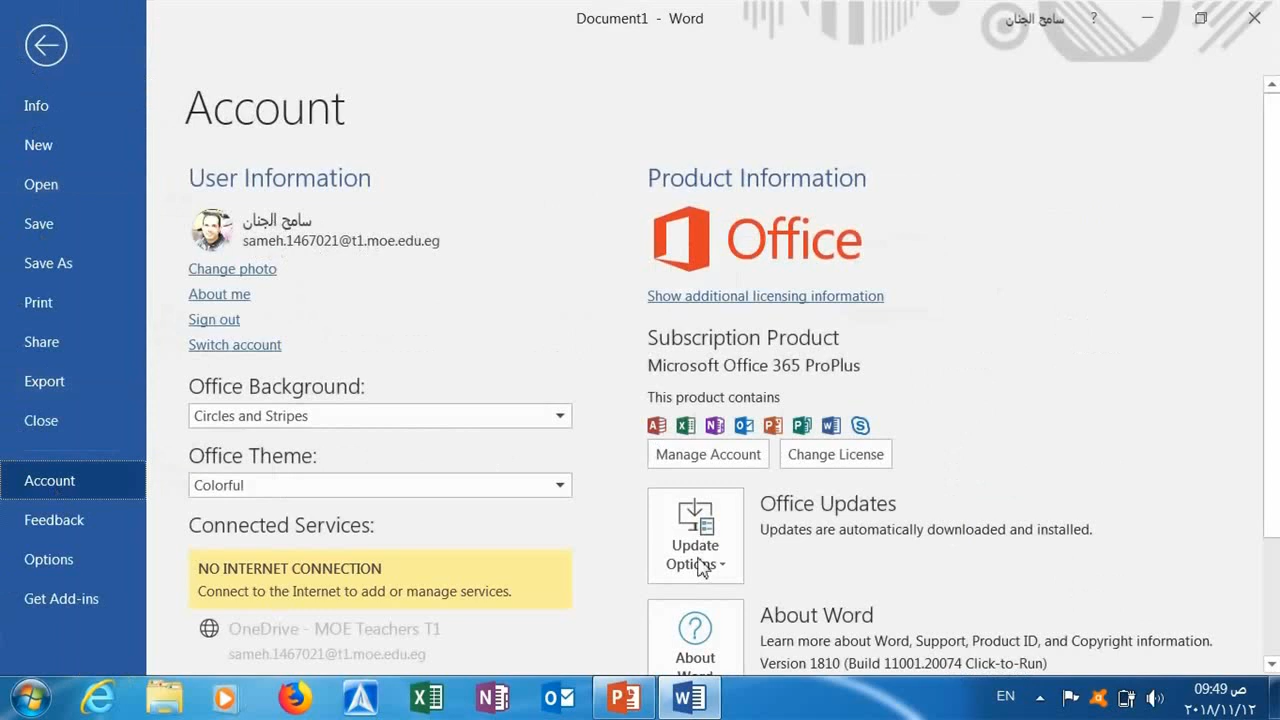 Document1 - Word
سامح الجنان
?
Info
New
Open
Save
Save As
Print
Share
Export
Close
Account
Feedback
Options
Get Add-ins
Account
User Information
سامح الجنان
sameh.1467021@t1.moe.edu.eg
Change photo
About me
Sign out
Switch account
Office Background:
Circles and Stripes
Office Theme:
Colorful
Connected Services:
NO INTERNET CONNECTION
Connect to the Internet to add or manage services.
OneDrive - MOE Teachers T1
sameh.1467021@t1.moe.edu.eg
Product Information
Office
Show additional licensing information
Subscription Product
Microsoft Office 365 ProPlus
This product contains
Manage Account
Change License
Update
Options
Office Updates
Updates are automatically downloaded and installed.
About
Word
About Word
Learn more about Word, Support, Product ID, and Copyright information.
Version 1810 (Build 11001.20074 Click-to-Run)
EN
09:49 ص
٢٠١٨/١١/١٢